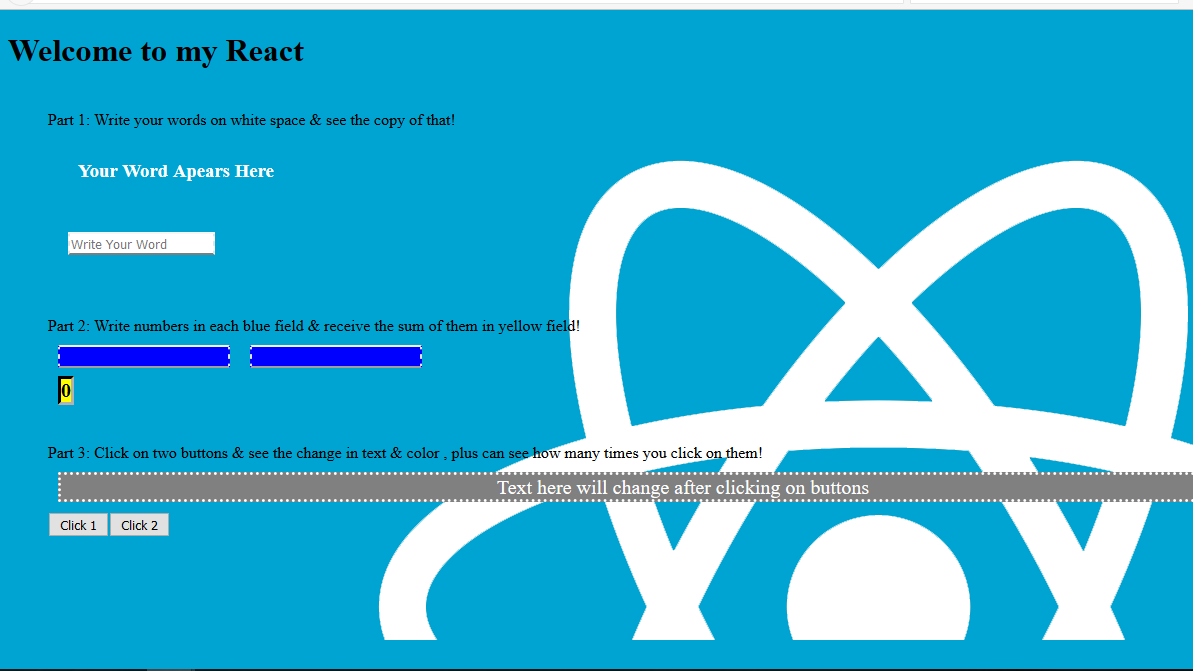 Welcome to my React
Part 1: Write your words on white space & see the copy of that!
Your Word Apears Here
Write Your Word
Part 2: Write numbers in each blue field & receive the sum of them in yellow field!
0
Part 3: Click on two buttons & see the change in text & color , plus can see how many times you click on them!
Text here will change after clicking on buttons
Click 1 Click 2